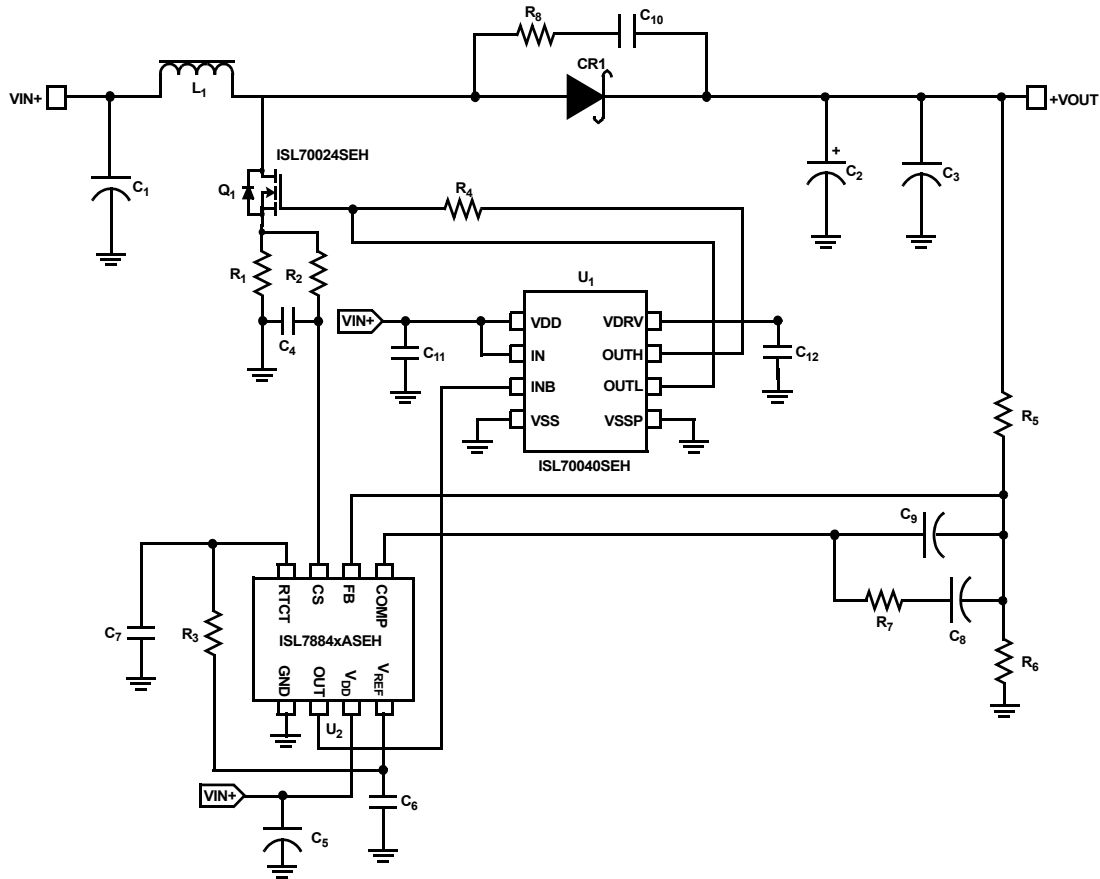 R8
C10
CR1
VIN+
L1
+VOUT
ISL70024SEH
Q1
C1
R4
+
C2
C3
R1
R2
U1
VIN+
VDD
VDRV
C4
C11
IN
OUTH
C12
INB
OUTL
VSS
VSSP
R5
ISL70040SEH
C9
RTCT
CS
FB
COMP
R7
C8
C7
R3
ISL7884xASEH
R6
GND
OUT
VDD
VREF
U2
VIN+
C6
C5